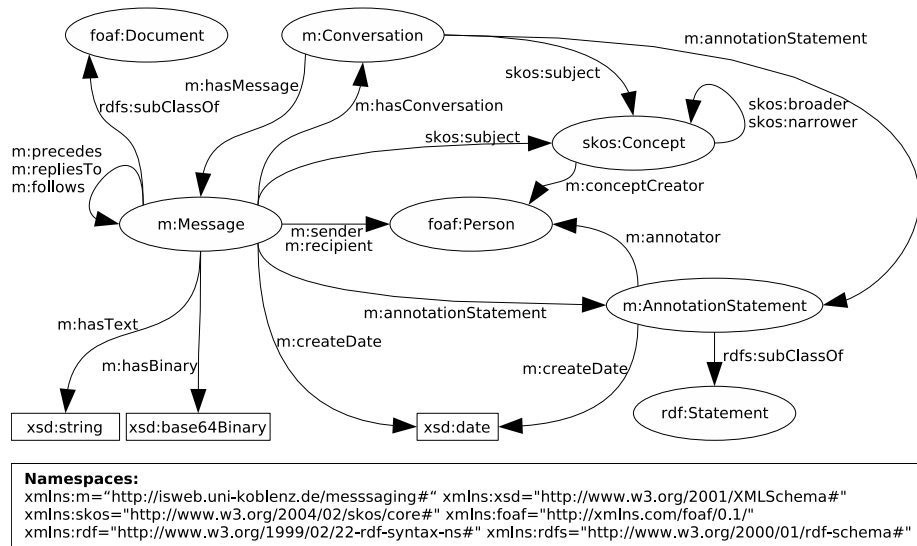 foaf:Document
m:Conversation
m:annotationStatement
skos:subject
m:hasMessage
rdfs:subClassOf
m:hasConversation
skos:broader
skos:narrower
skos:subject
skos:Concept
m:precedes
m:repliesTo
m:follows
m:conceptCreator
m:Message
m:sender
m:recipient
foaf:Person
m:annotator
m:annotationStatement
m:AnnotationStatement
m:hasText
m:createDate
m:hasBinary
m:createDate
rdfs:subClassOf
xsd:string
xsd:base64Binary
xsd:date
rdf:Statement
Namespaces:
xmlns:m=“http://isweb.uni-koblenz.de/messsaging#“ xmlns:xsd="http://www.w3.org/2001/XMLSchema#"
xmlns:skos="http://www.w3.org/2004/02/skos/core#" xmlns:foaf="http://xmlns.com/foaf/0.1/"
xmlns:rdf="http://www.w3.org/1999/02/22-rdf-syntax-ns#" xmlns:rdfs="http://www.w3.org/2000/01/rdf-schema#"